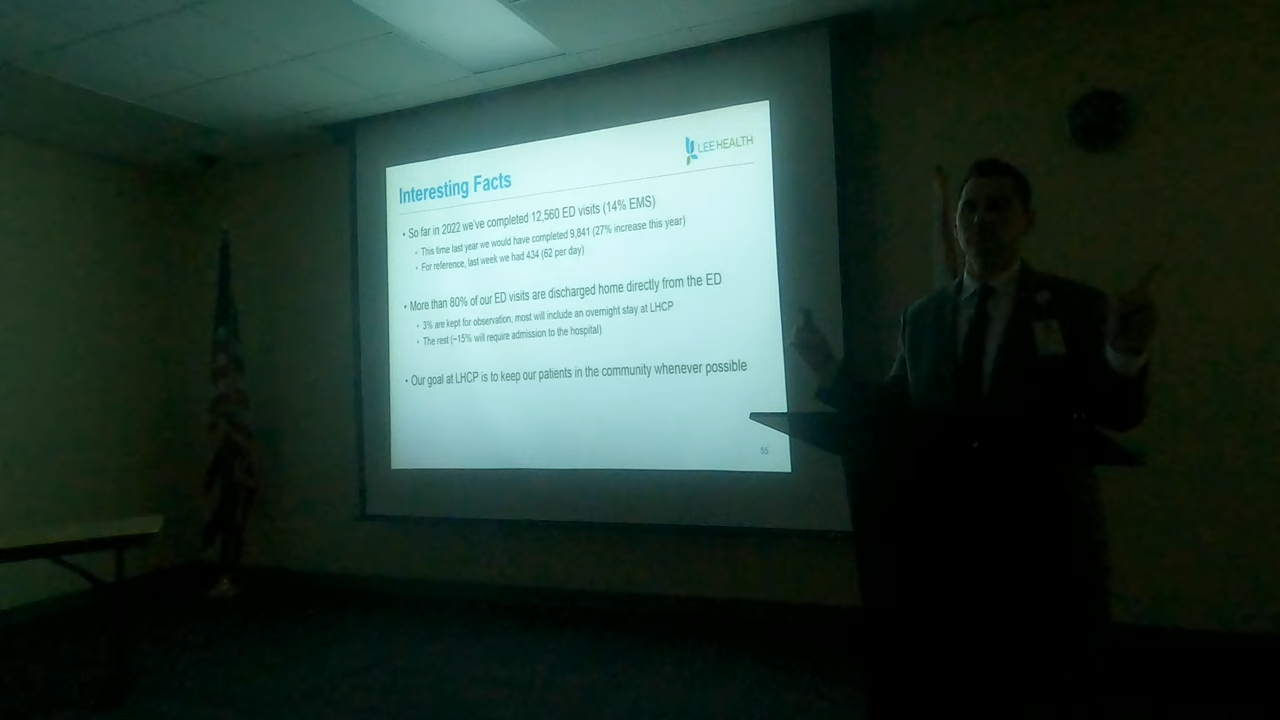 LEE HEALTH
Interesting Facts
• So far in 2022 we've completed 12,560 ED visits (14% EMS)
• This time last year we would have completed 9,841 (27% increase this year)
• For reference, last week we had 434 (62 per day)
• More than 80% of our ED visits are discharged home directly from the ED
• 3% are kept for observation, most will include an overnight stay at LHCP
• The rest (~15% will require admission to the hospital)
• Our goal at LHCP is to keep our patients in the community whenever possible
55